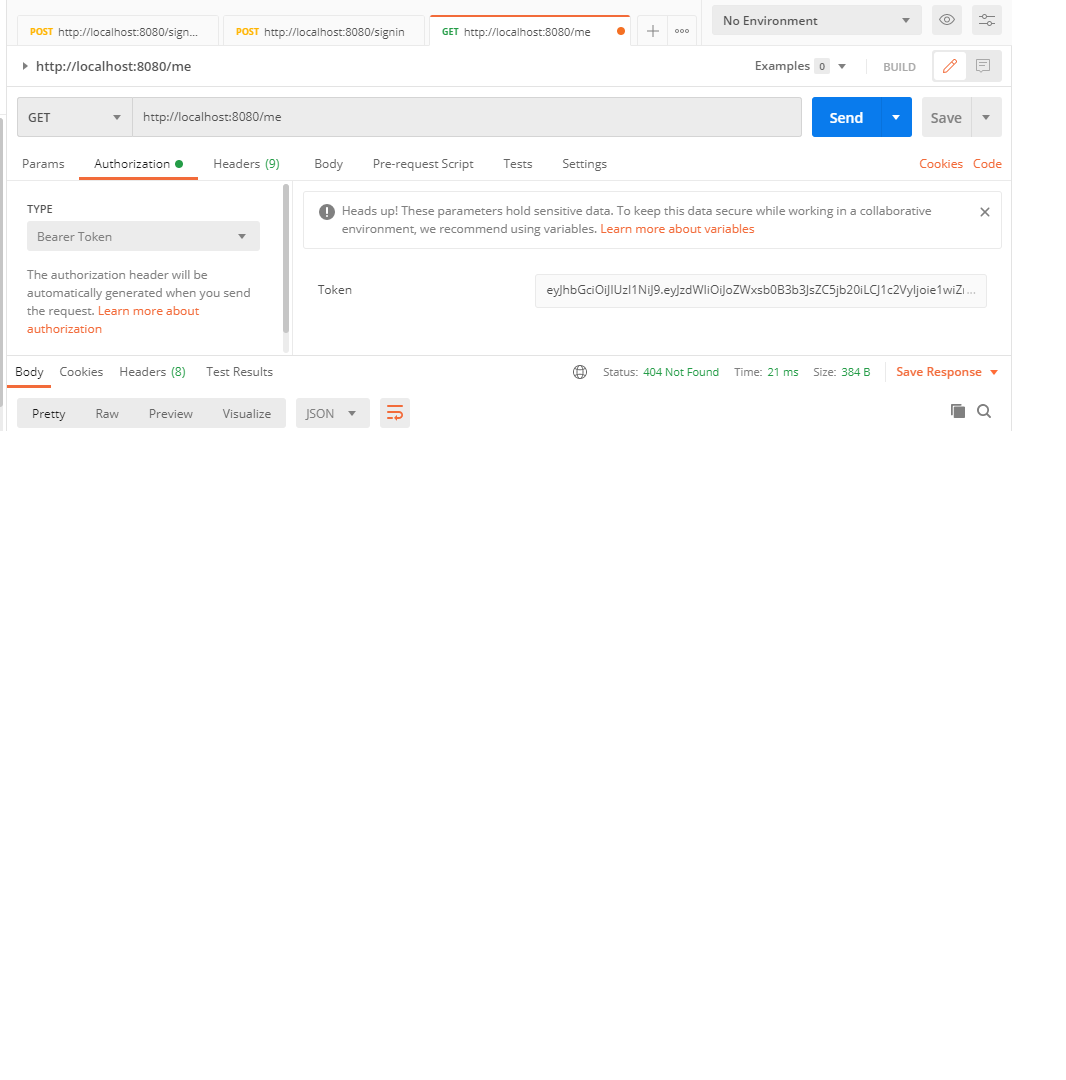 POST http://localhost:8080/sign... POST http://localhost:8080/signin GET http://localhost:8080/me No Environment
http://localhost:8080/me Examples 0 BUILD
GET http://localhost:8080/me Send Save
Params Authorization Headers (9) Body Pre-request Script Tests Settings Cookies Code
TYPE
Bearer Token
The authorization header will be
automatically generated when you send
the request. Learn more about
authorization
Heads up! These parameters hold sensitive data. To keep this data secure while working in a collaborative
environment, we recommend using variables. Learn more about variables
Token eyJhbGciOiJIUzI1NiJ9.eyJzdWIiOiJoZWxsb0B3b3JsZC5jb20iLCJ1c2VyIjoie1wiZ...
Body Cookies Headers (8) Test Results Status: 404 Not Found Time: 21 ms Size: 384 B Save Response
Pretty Raw Preview Visualize JSON